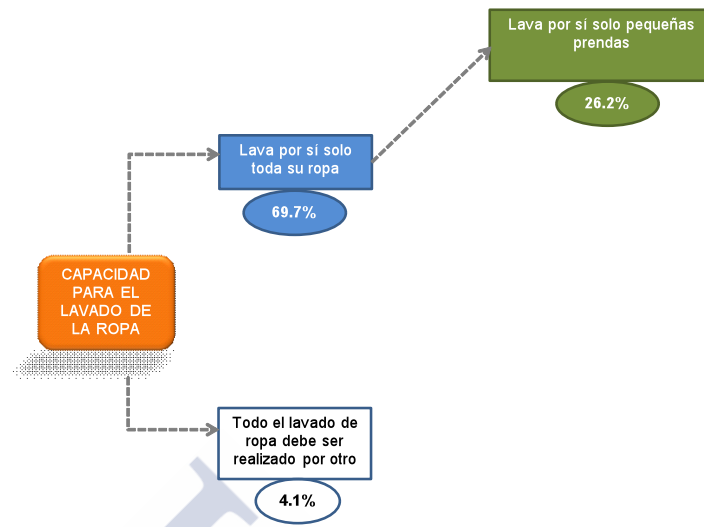 Lava por sí solo pequeñas
prendas
26.2%
Lava por sí solo
toda su ropa
69.7%
CAPACIDAD
PARA EL
LAVADO DE
LA ROPA
Todo el lavado de
ropa debe ser
realizado por otro
4.1%